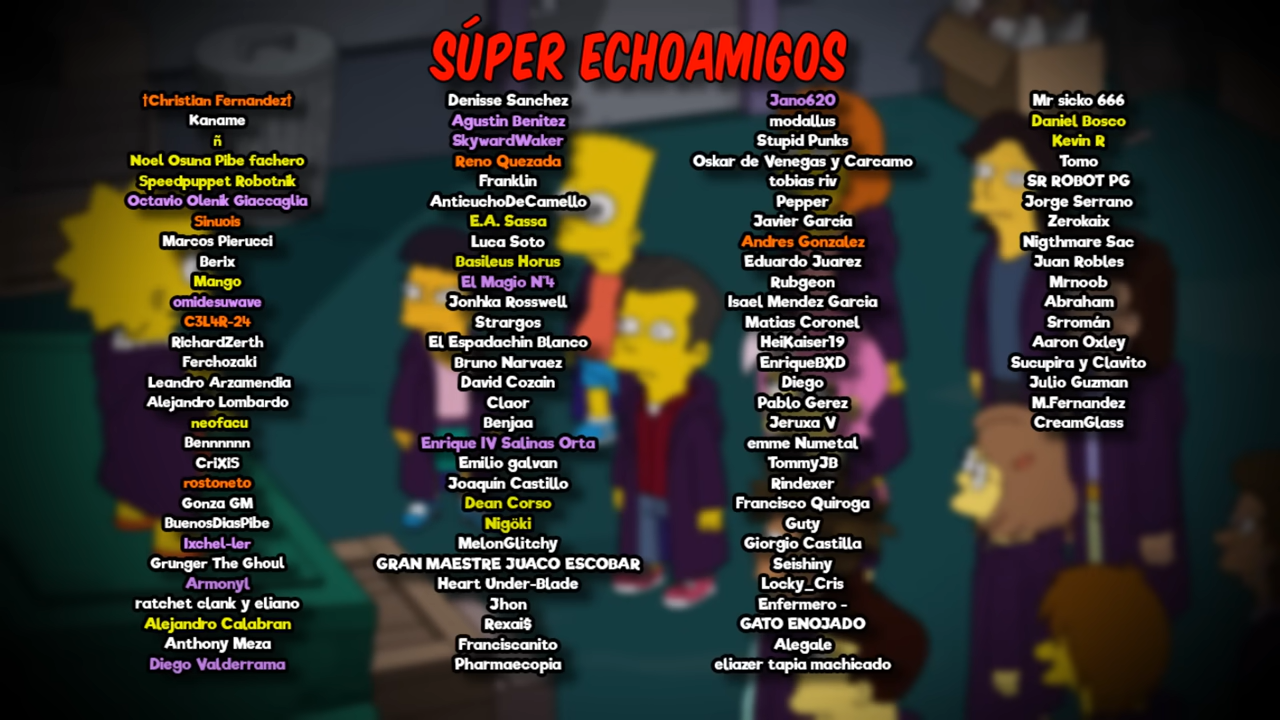 SÚPER ECHOAMIGOS
†Christian Fernandez†
Kaname
ñ
Noel Osuna Pibe fachero
Speedpuppet Robotnik
Octavio Olenik Giaccaglia
Sinuois
Marcos Pierucci
Berix
Mango
omidesuwave
C3L4R-24
RichardZerth
Ferchozaki
Leandro Arzamendia
Alejandro Lombardo
neofacu
Bennnnnn
CriXiS
rostoneto
Gonza GM
BuenosDiasPibe
Ixchel-ler
Grunger The Ghoul
Armonyl
ratchet clank y eliano
Alejandro Calabran
Anthony Meza
Diego Valderrama
Denisse Sanchez
Agustin Benitez
SkywardWaker
Reno Quezada
Franklin
AnticuchoDeCamello
E.A. Sassa
Luca Soto
Basileus Horus
El Magio N°4
Jonhka Rosswell
Strargos
El Espadachin Blanco
Bruno Narvaez
David Cozain
Claor
Benjaa
Enrique IV Salinas Orta
Emilio galvan
Joaquin Castillo
Dean Corso
Nigöki
MelonGlitchy
GRAN MAESTRE JUACO ESCOBAR
Heart Under-Blade
Jhon
Rexai$
Franciscanito
Pharmaecopia
Jano620
modallus
Stupid Punks
Oskar de Venegas y Carcamo
tobias riv
Pepper
Javier García
Andres Gonzalez
Eduardo Juarez
Rubgeon
Isael Mendez Garcia
Matias Coronel
HeiKaiser19
EnriqueBXD
Diego
Pablo Gerez
Jeruxa V
emme Numetal
TommyJB
Rindexer
Francisco Quiroga
Guty
Giorgio Castilla
Seishiny
Locky_Cris
Enfermero -
GATO ENOJADO
Alegale
eliazer tapia machicado
Mr sicko 666
Daniel Bosco
Kevin R
Tomo
SR ROBOT PG
Jorge Serrano
Zerokaix
Nigthmare Sac
Juan Robles
Mrnoob
Abraham
Srromán
Aaron Oxley
Sucupira y Clavito
Julio Guzman
M.Fernandez
CreamGlass